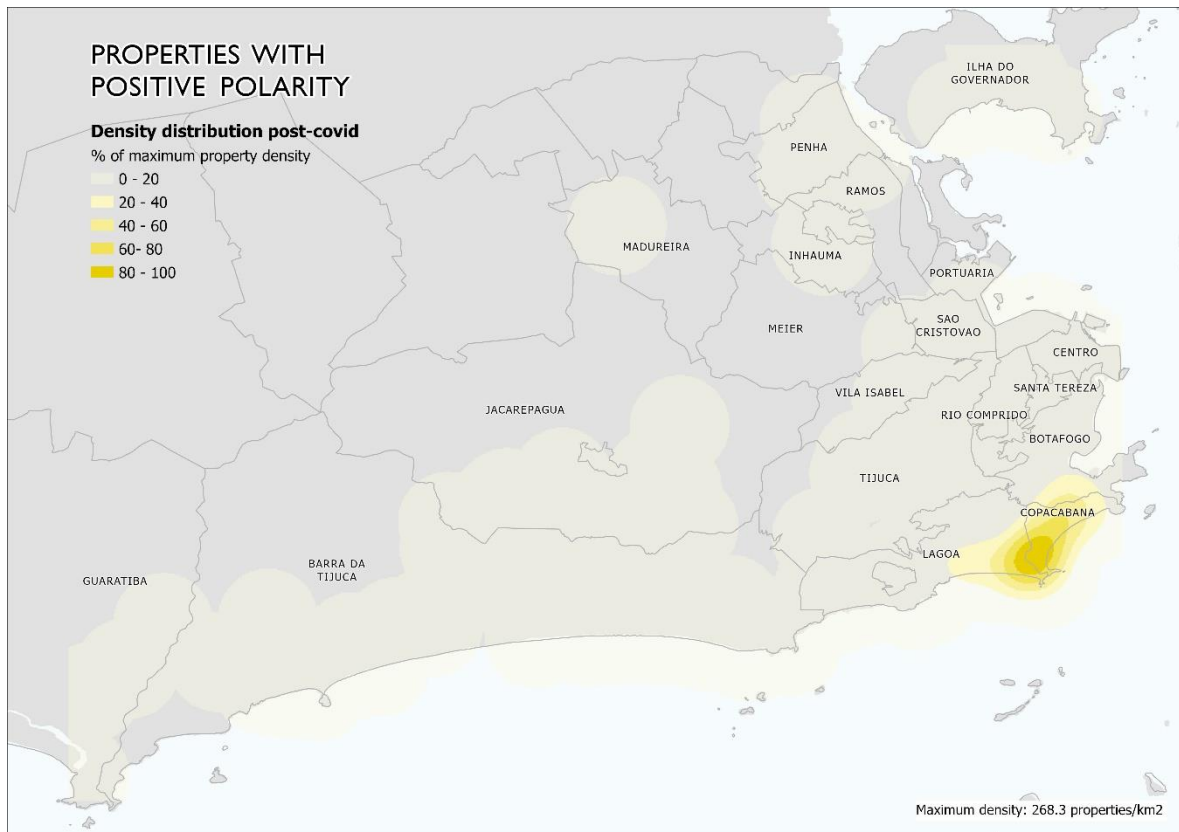 PROPERTIES WITH
POSITIVE POLARITY
Density distribution post-covid
% of maximum property density
0 - 20
20 - 40
40 - 60
60- 80
80 - 100
ILHA DO
GOVERNADOR
PENHA
RAMOS
MADUREIRA
INHAUMA
PORTUARIA
MEIER
SAO
CRISTOVAO
CENTRO
VILA ISABEL
SANTA TEREZA
JACAREPAGUA
RIO COMPRIDO
BOTAFOGO
TIJUCA
COPACABANA
LAGOA
BARRA DA
TIJUCA
GUARATIBA
Maximum density: 268.3 properties/km2